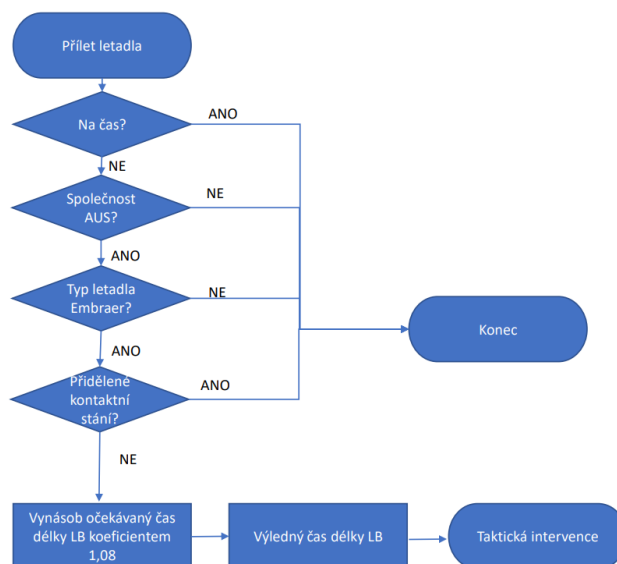 Přílet letadla
Na čas?
ANO
NE
Společnost
AUS?
NE
ANO
Typ letadla
Embraer?
NE
Konec
ANO
Přidělené
kontaktní
stání?
ANO
NE
Vynásob očekávaný čas
délky LB koeficientem
1,08
Výledný čas délky LB
Taktická intervence